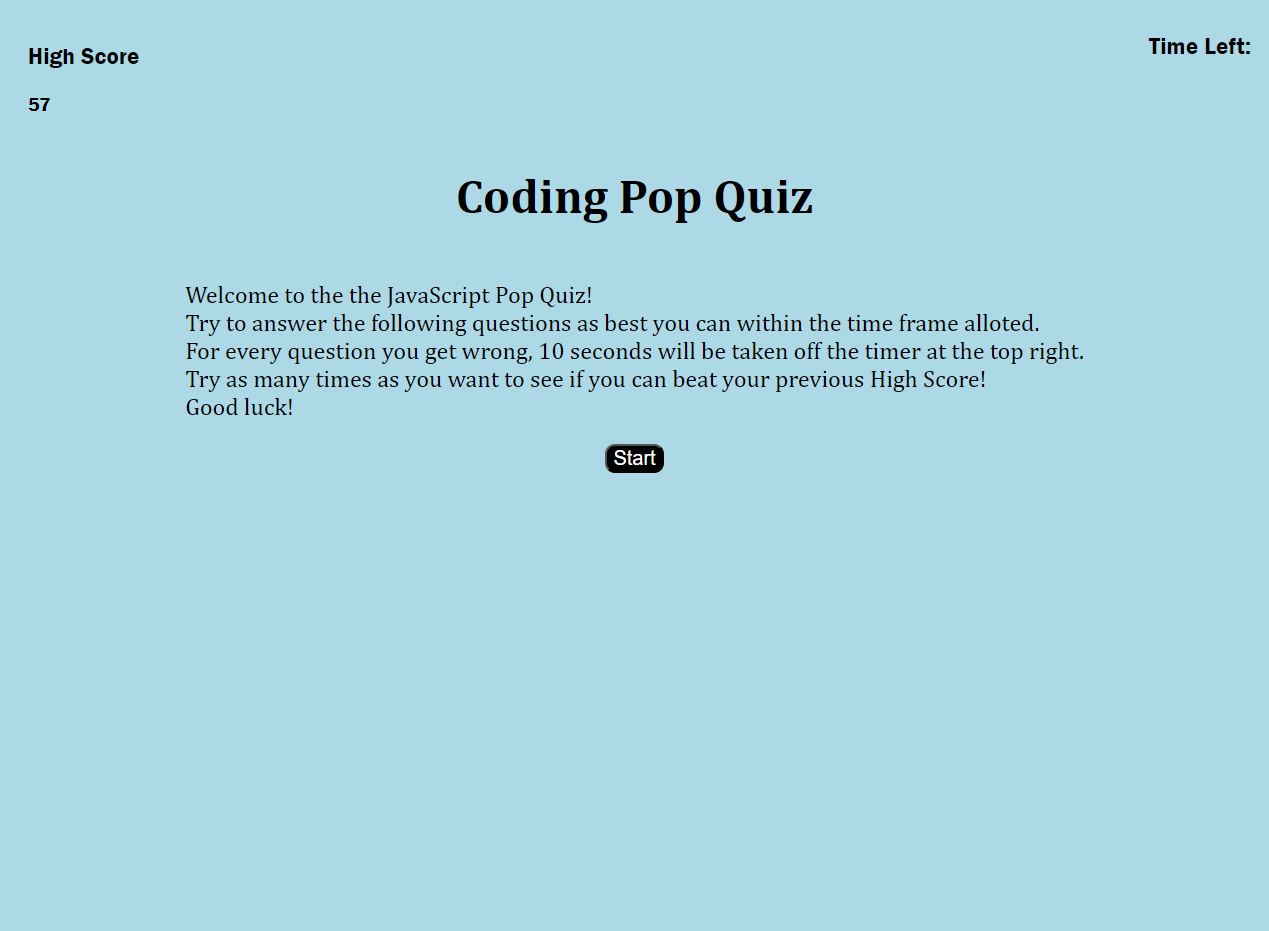 High Score
Time Left:
57
Coding Pop Quiz
Welcome to the the JavaScript Pop Quiz!
Try to answer the following questions as best you can within the time frame alloted.
For every question you get wrong, 10 seconds will be taken off the timer at the top right.
Try as many times as you want to see if you can beat your previous High Score!
Good luck!
Start